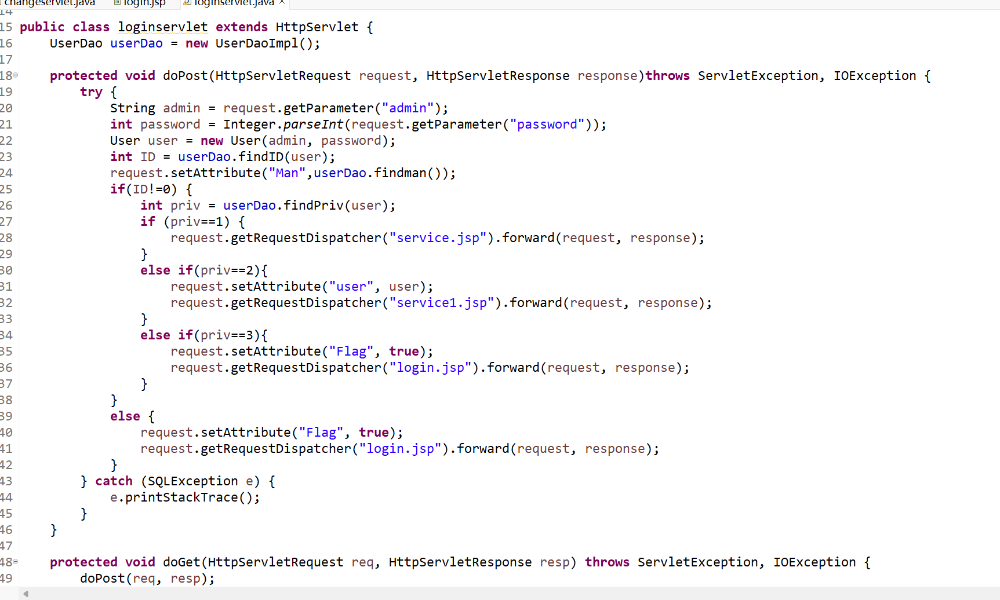 changeservlet.java login.jsp loginservlet.java ×
14
15 public class loginservlet extends HttpServlet {
16 UserDao userDao = new UserDaoImpl();
17
18 protected void doPost(HttpServletRequest request, HttpServletResponse response)throws ServletException, IOException {
19 try {
20 String admin = request.getParameter("admin");
21 int password = Integer.parseInt(request.getParameter("password"));
22 User user = new User(admin, password);
23 int ID = userDao.findID(user);
24 request.setAttribute("Man",userDao.findman());
25 if(ID!=0) {
26 int priv = userDao.findPriv(user);
27 if (priv==1) {
28 request.getRequestDispatcher("service.jsp").forward(request, response);
29 }
30 else if(priv==2){
31 request.setAttribute("user", user);
32 request.getRequestDispatcher("service1.jsp").forward(request, response);
33 }
34 else if(priv==3){
35 request.setAttribute("Flag", true);
36 request.getRequestDispatcher("login.jsp").forward(request, response);
37 }
38 }
39 else {
40 request.setAttribute("Flag", true);
41 request.getRequestDispatcher("login.jsp").forward(request, response);
42 }
43 } catch (SQLException e) {
44 e.printStackTrace();
45 }
46 }
47
48 protected void doGet(HttpServletRequest req, HttpServletResponse resp) throws ServletException, IOException {
49 doPost(req, resp);